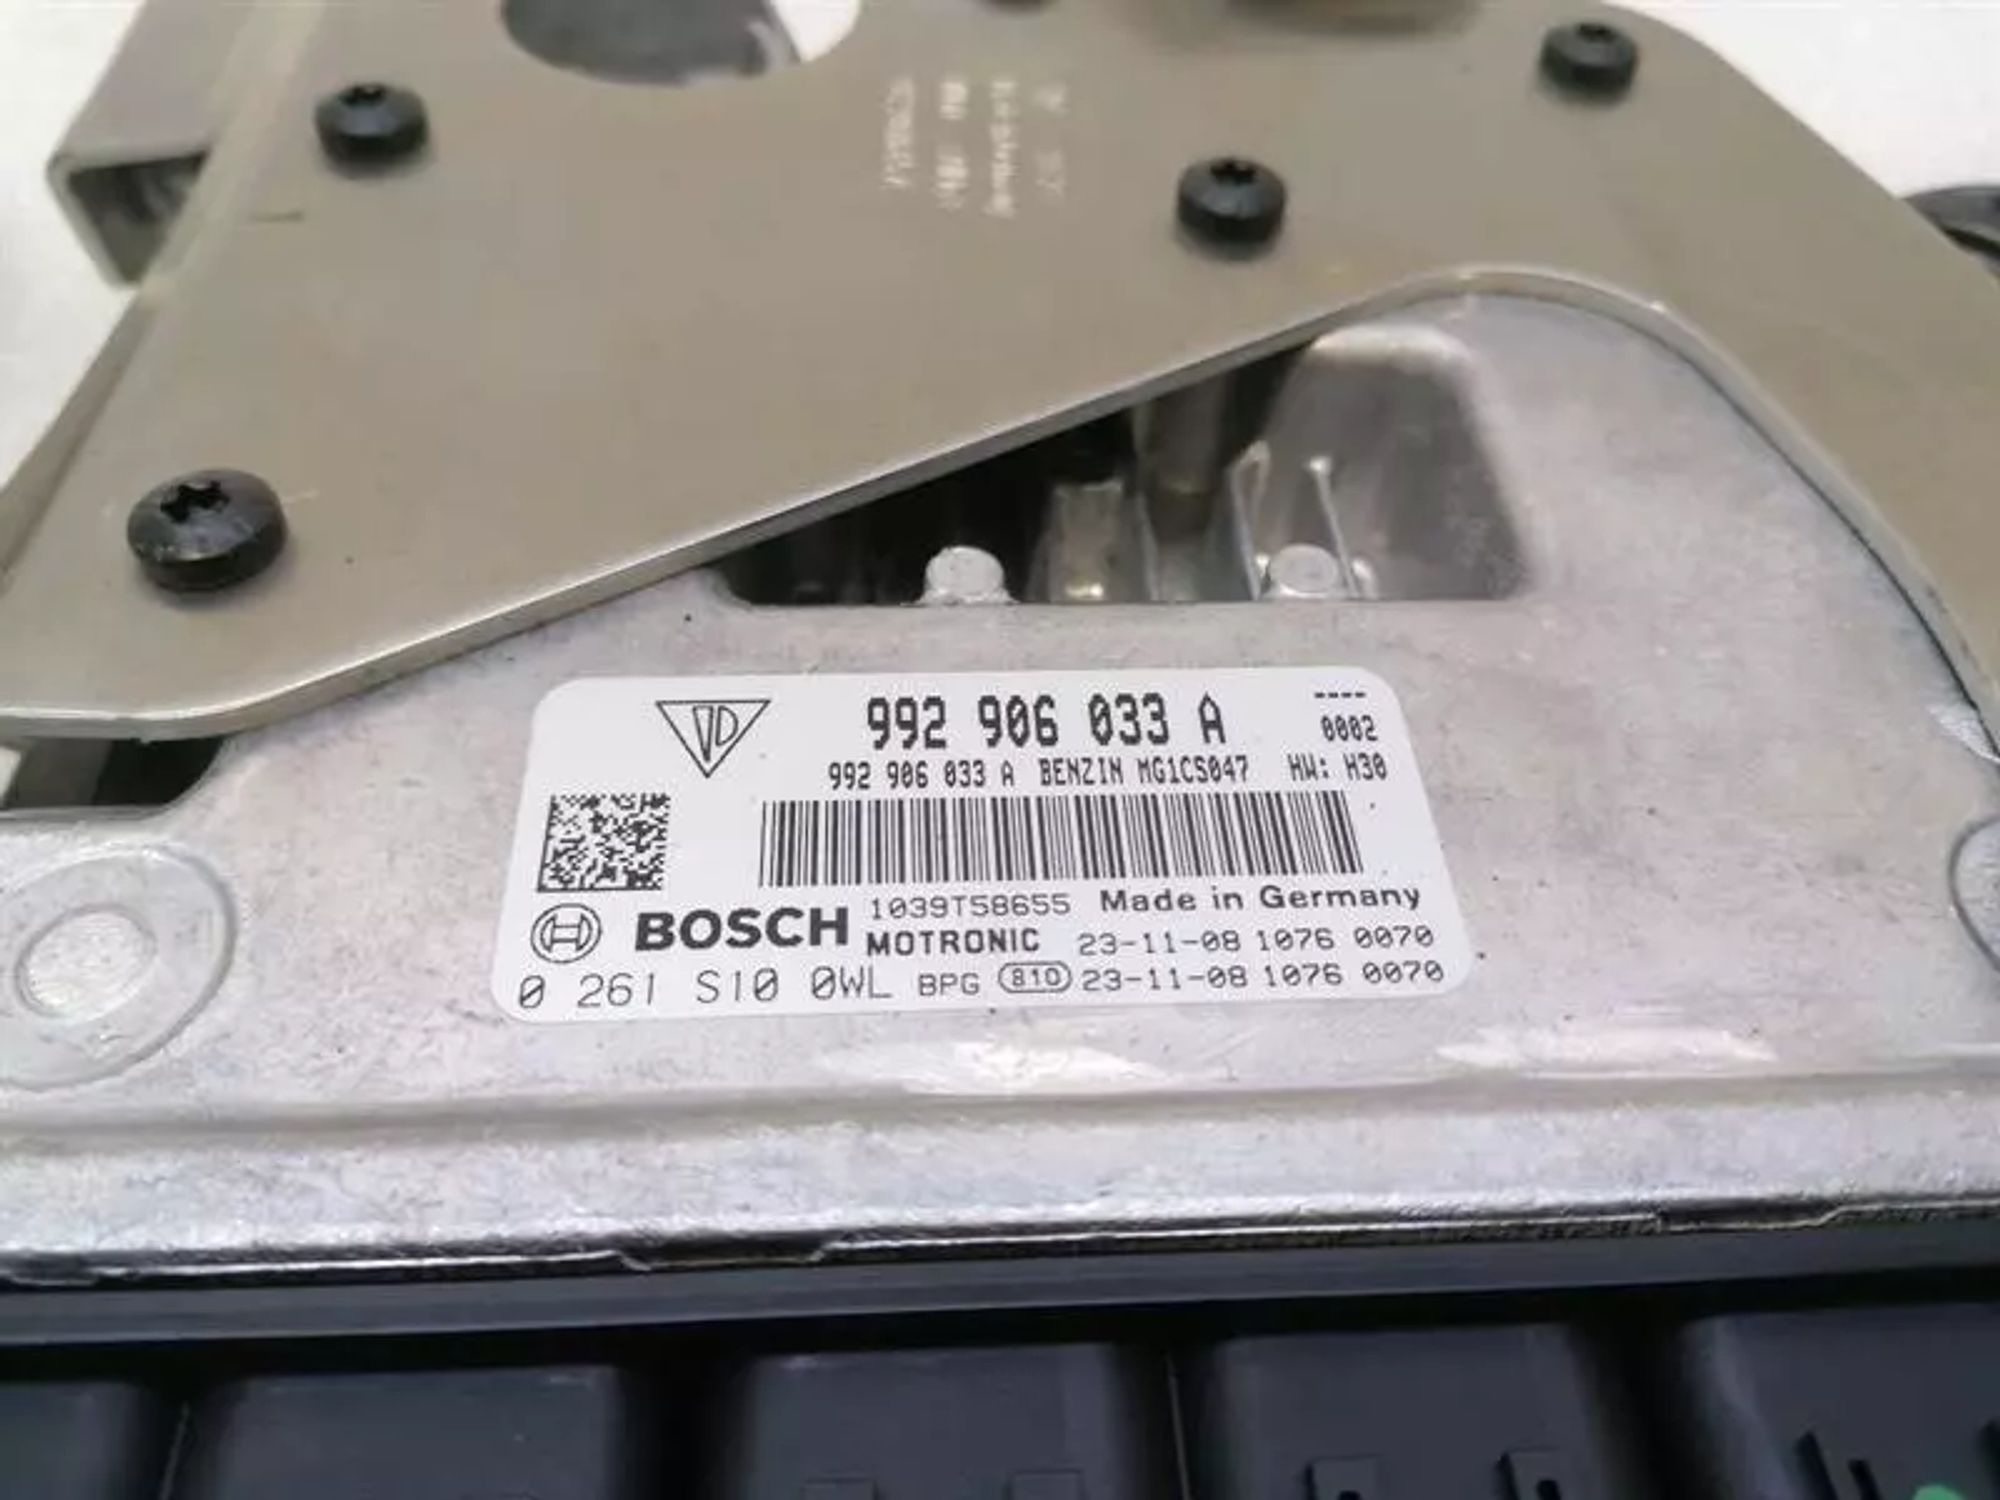 992 906 033 A ----
0002
992 906 033 A BENZIN MG1CS047 HW: H30
1039T58655 Made in Germany
BOSCH
MOTRONIC 23-11-08 1076 0070
0 261 S10 0WL BPG 810 23-11-08 1076 0070